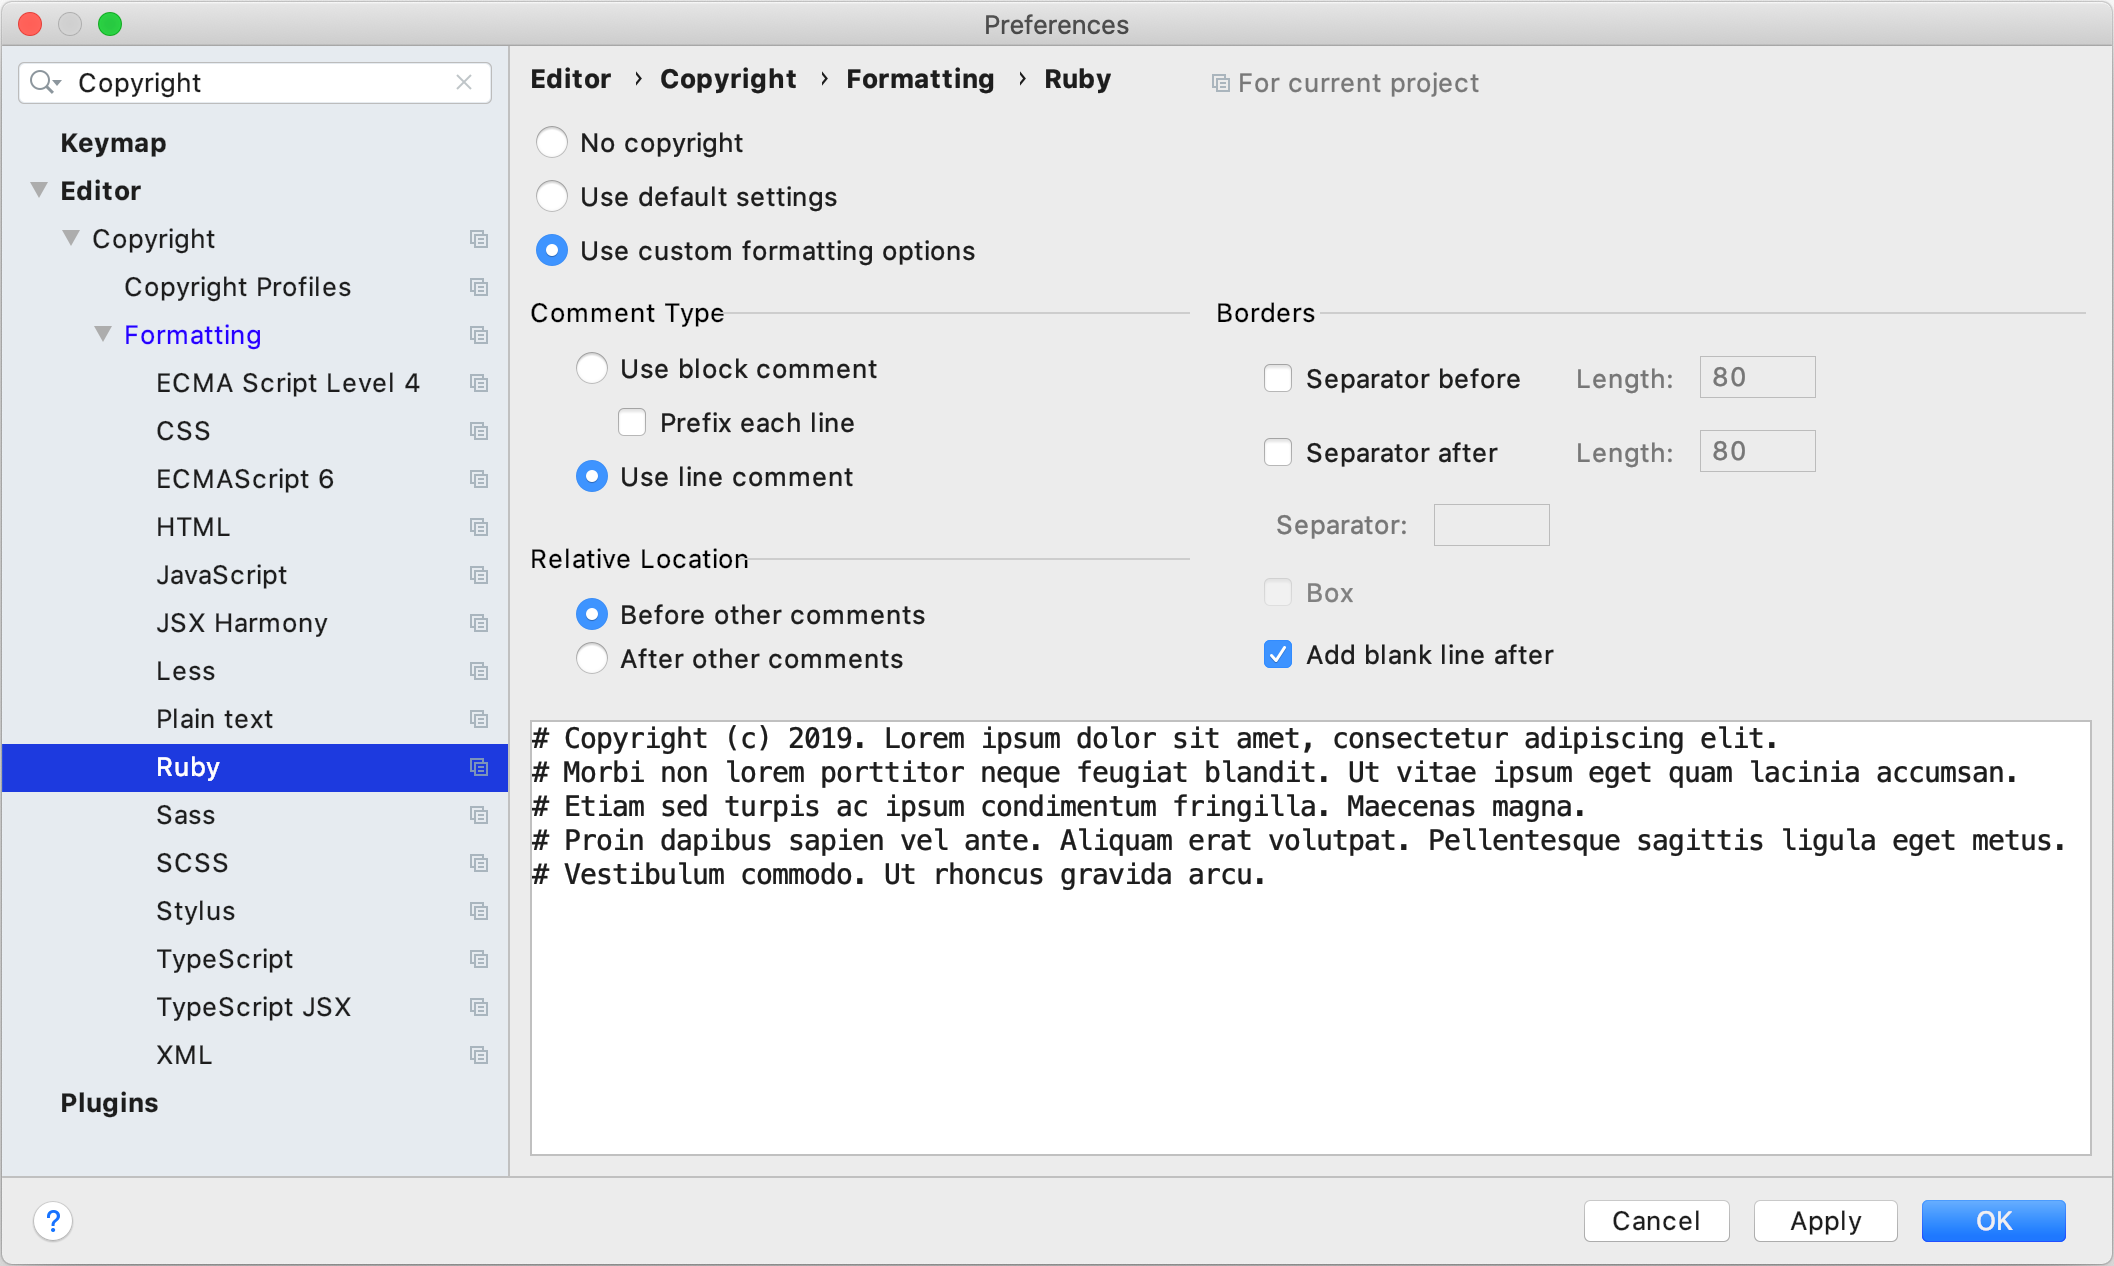 Preferences
Copyright
Keymap
Editor
Copyright
Copyright Profiles
Formatting
ECMA Script Level 4
CSS
ECMAScript 6
HTML
JavaScript
JSX Harmony
Less
Plain text
Ruby
Sass
SCSS
Stylus
TypeScript
TypeScript JSX
XML
Plugins
Editor › Copyright › Formatting › Ruby For current project
No copyright
Use default settings
Use custom formatting options
Comment Type
Use block comment
Prefix each line
Use line comment
Relative Location
Before other comments
After other comments
Borders
Separator before Length: 80
Separator after Length: 80
Separator:
Box
Add blank line after
# Copyright (c) 2019. Lorem ipsum dolor sit amet, consectetur adipiscing elit.
# Morbi non lorem porttitor neque feugiat blandit. Ut vitae ipsum eget quam lacinia accumsan.
# Etiam sed turpis ac ipsum condimentum fringilla. Maecenas magna.
# Proin dapibus sapien vel ante. Aliquam erat volutpat. Pellentesque sagittis ligula eget metus.
# Vestibulum commodo. Ut rhoncus gravida arcu.
? Cancel Apply OK